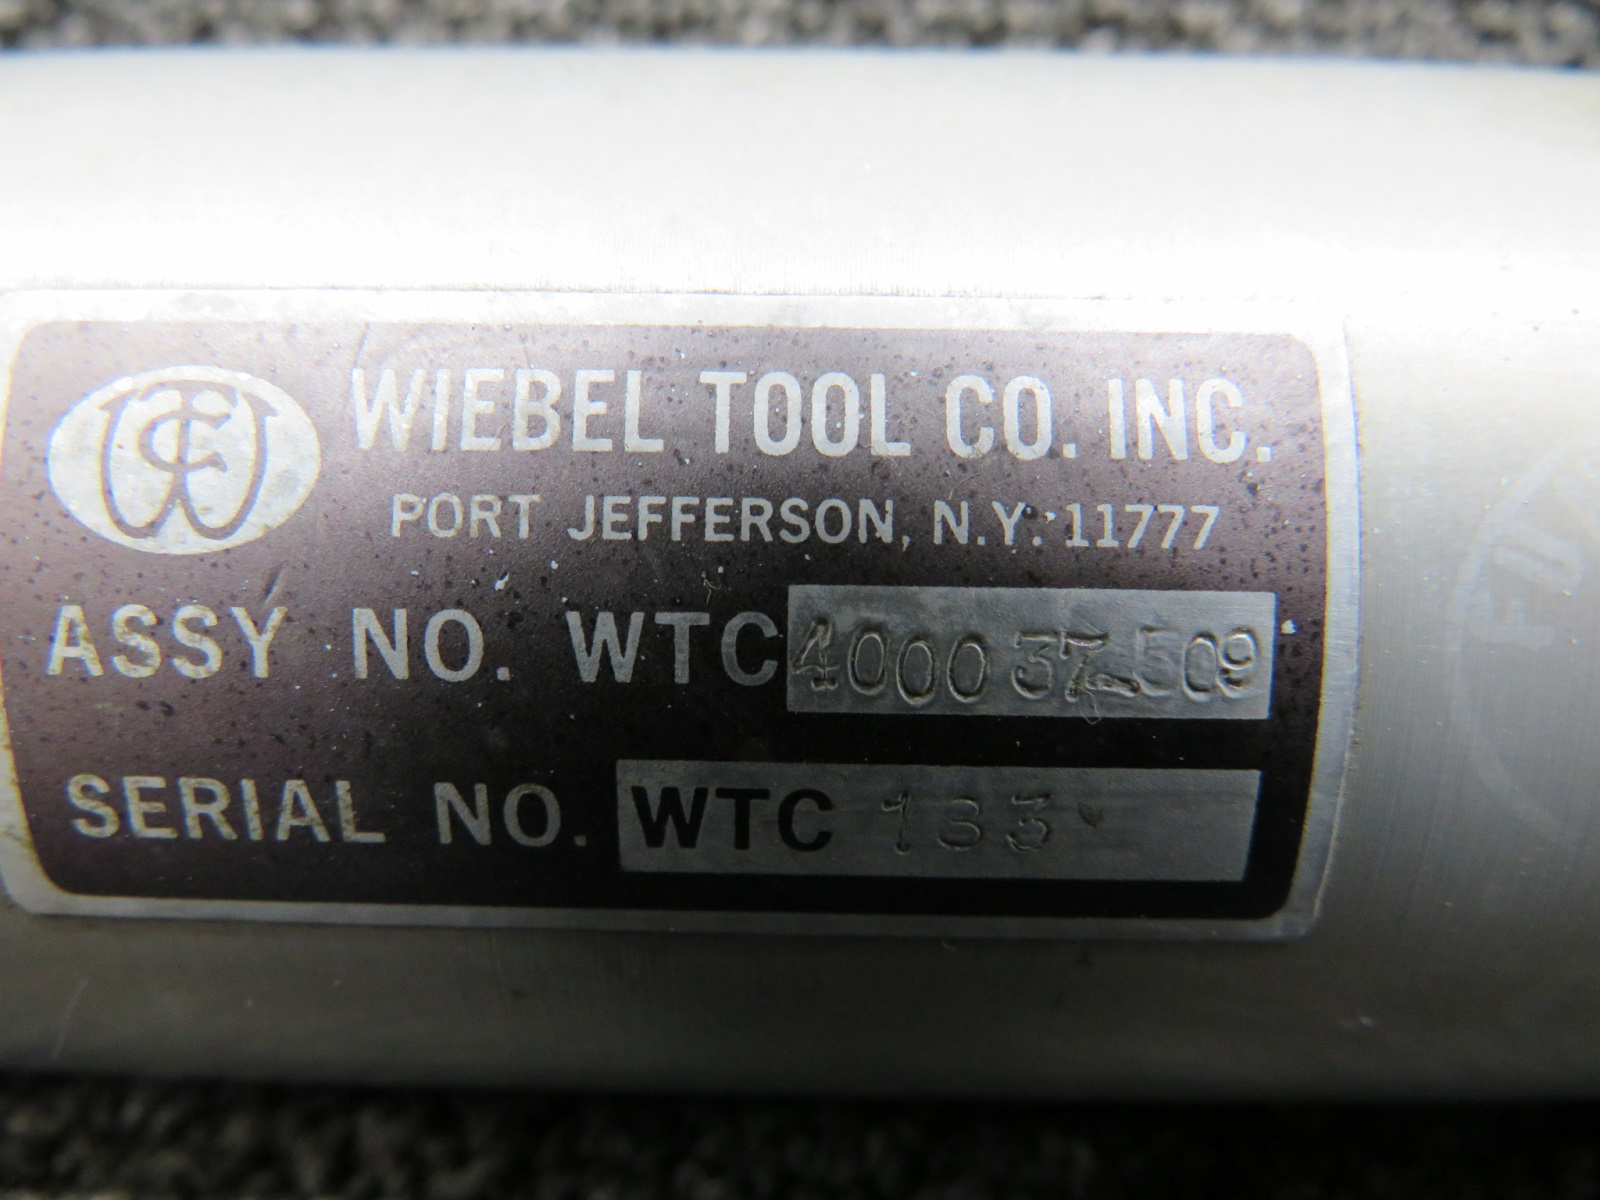 WIEBEL TOOL CO. INC.
PORT JEFFERSON, N.Y. 11777
ASSY NO. WTC 400037-509
SERIAL NO. WTC 133